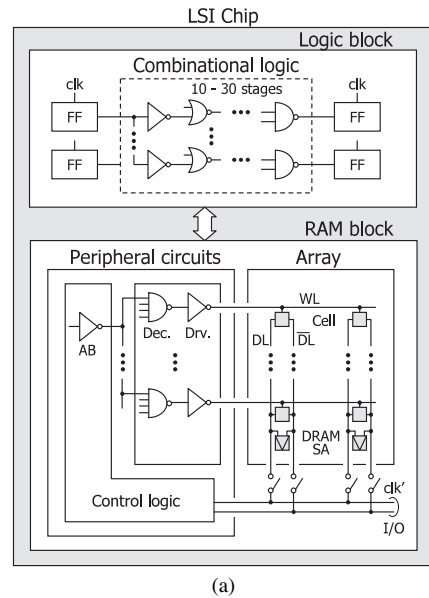 LSI Chip
Logic block
Combinational logic
clk
10 - 30 stages
clk
FF
FF
FF
FF
RAM block
Peripheral circuits
Array
WL
Cell
AB
Dec.
Drv.
DL
DL
DRAM
SA
Control logic
clk'
I/O
(a)